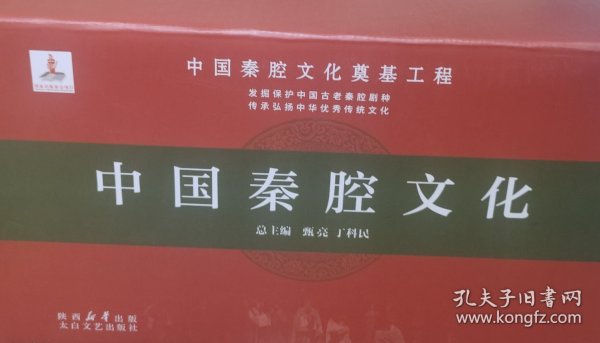 中国秦腔文化奠基工程
发掘保护中国古老秦腔剧种
传承弘扬中华优秀传统文化
中国秦腔文化
总主编 甄亮 丁科民
陕西新华出版
太白文艺出版社
孔夫子旧书网
www.kongfz.com